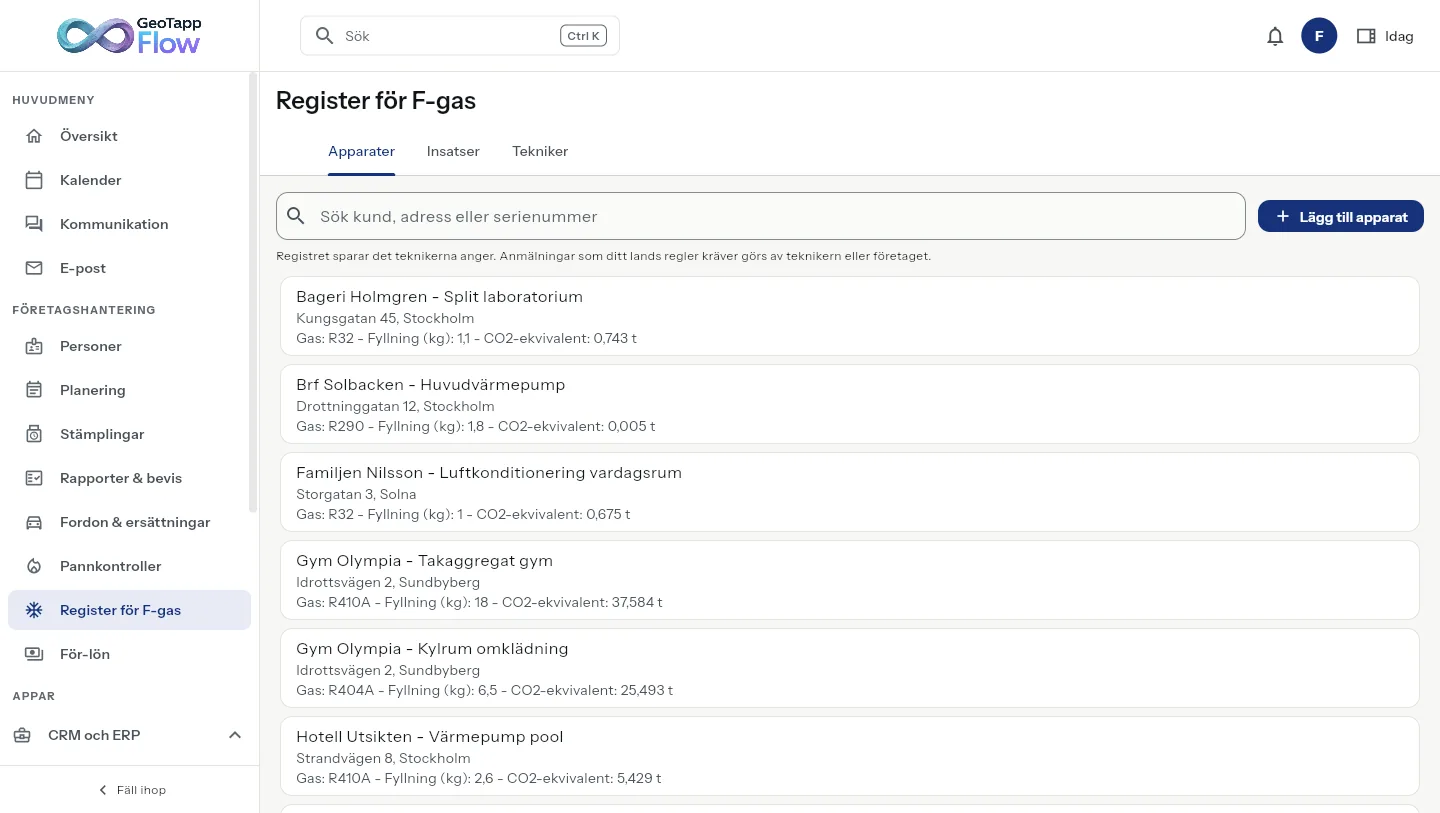 GeoTapp
Flow
Sök
Ctrl K
F
Idag
HUVUDMENY
Översikt
Kalender
Kommunikation
E-post
FÖRETAGSHANTERING
Personer
Planering
Stämplingar
Rapporter & bevis
Fordon & ersättningar
Pannkontroller
Register för F-gas
För-lön
APPAR
CRM och ERP
Fäll ihop
Register för F-gas
Apparater
Insatser
Tekniker
Sök kund, adress eller serienummer
Lägg till apparat
Registret sparar det teknikerna anger. Anmälningar som ditt lands regler kräver görs av teknikern eller företaget.
Bageri Holmgren - Split laboratorium
Kungsgatan 45, Stockholm
Gas: R32 - Fyllning (kg): 1,1 - CO2-ekvivalent: 0,743 t
Brf Solbacken - Huvudvärmepump
Drottninggatan 12, Stockholm
Gas: R290 - Fyllning (kg): 1,8 - CO2-ekvivalent: 0,005 t
Familjen Nilsson - Luftkonditionering vardagsrum
Storgatan 3, Solna
Gas: R32 - Fyllning (kg): 1 - CO2-ekvivalent: 0,675 t
Gym Olympia - Takaggregat gym
Idrottsvägen 2, Sundbyberg
Gas: R410A - Fyllning (kg): 18 - CO2-ekvivalent: 37,584 t
Gym Olympia - Kylrum omklädning
Idrottsvägen 2, Sundbyberg
Gas: R404A - Fyllning (kg): 6,5 - CO2-ekvivalent: 25,493 t
Hotell Utsikten - Värmepump pool
Strandvägen 8, Stockholm
Gas: R410A - Fyllning (kg): 2,6 - CO2-ekvivalent: 5,429 t